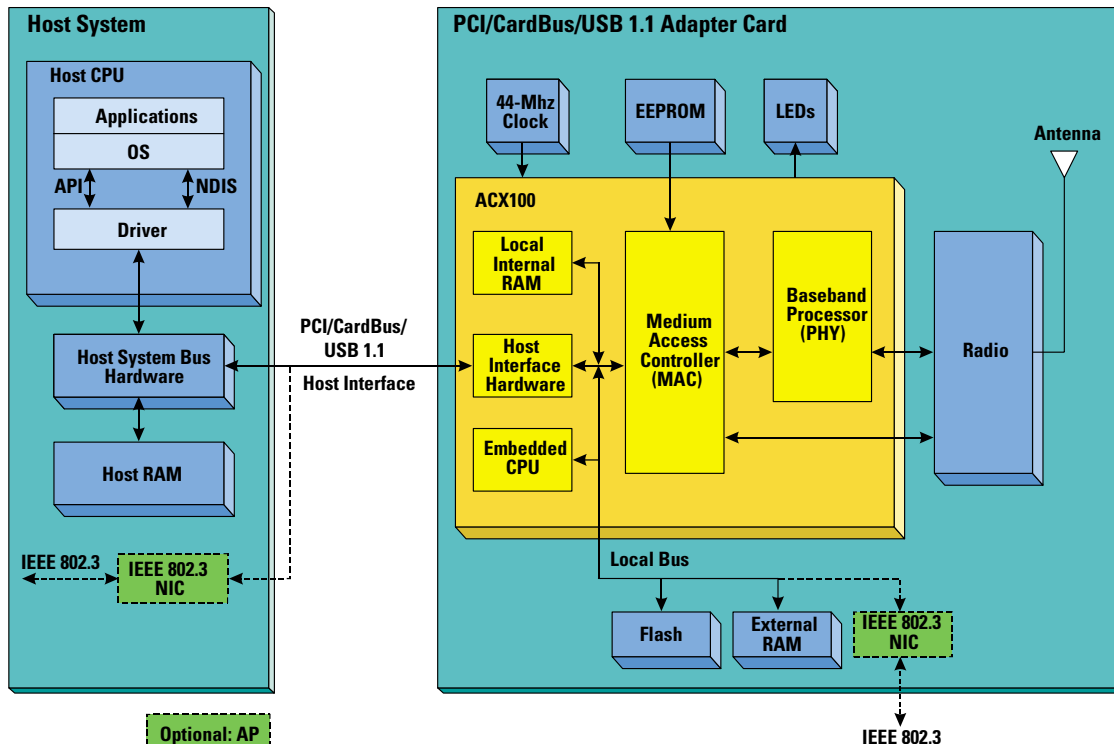 Host System
Host CPU
Applications
OS
API
NDIS
Driver
Host System Bus
Hardware
Host RAM
IEEE 802.3
IEEE 802.3
NIC
Optional: AP
PCI/CardBus/
USB 1.1
Host Interface
PCI/CardBus/USB 1.1 Adapter Card
44-Mhz
Clock
EEPROM
LEDs
Antenna
ACX100
Local
Internal
RAM
Host
Interface
Hardware
Embedded
CPU
Medium
Access
Controller
(MAC)
Baseband
Processor
(PHY)
Radio
Local Bus
Flash
External
RAM
IEEE 802.3
NIC
IEEE 802.3